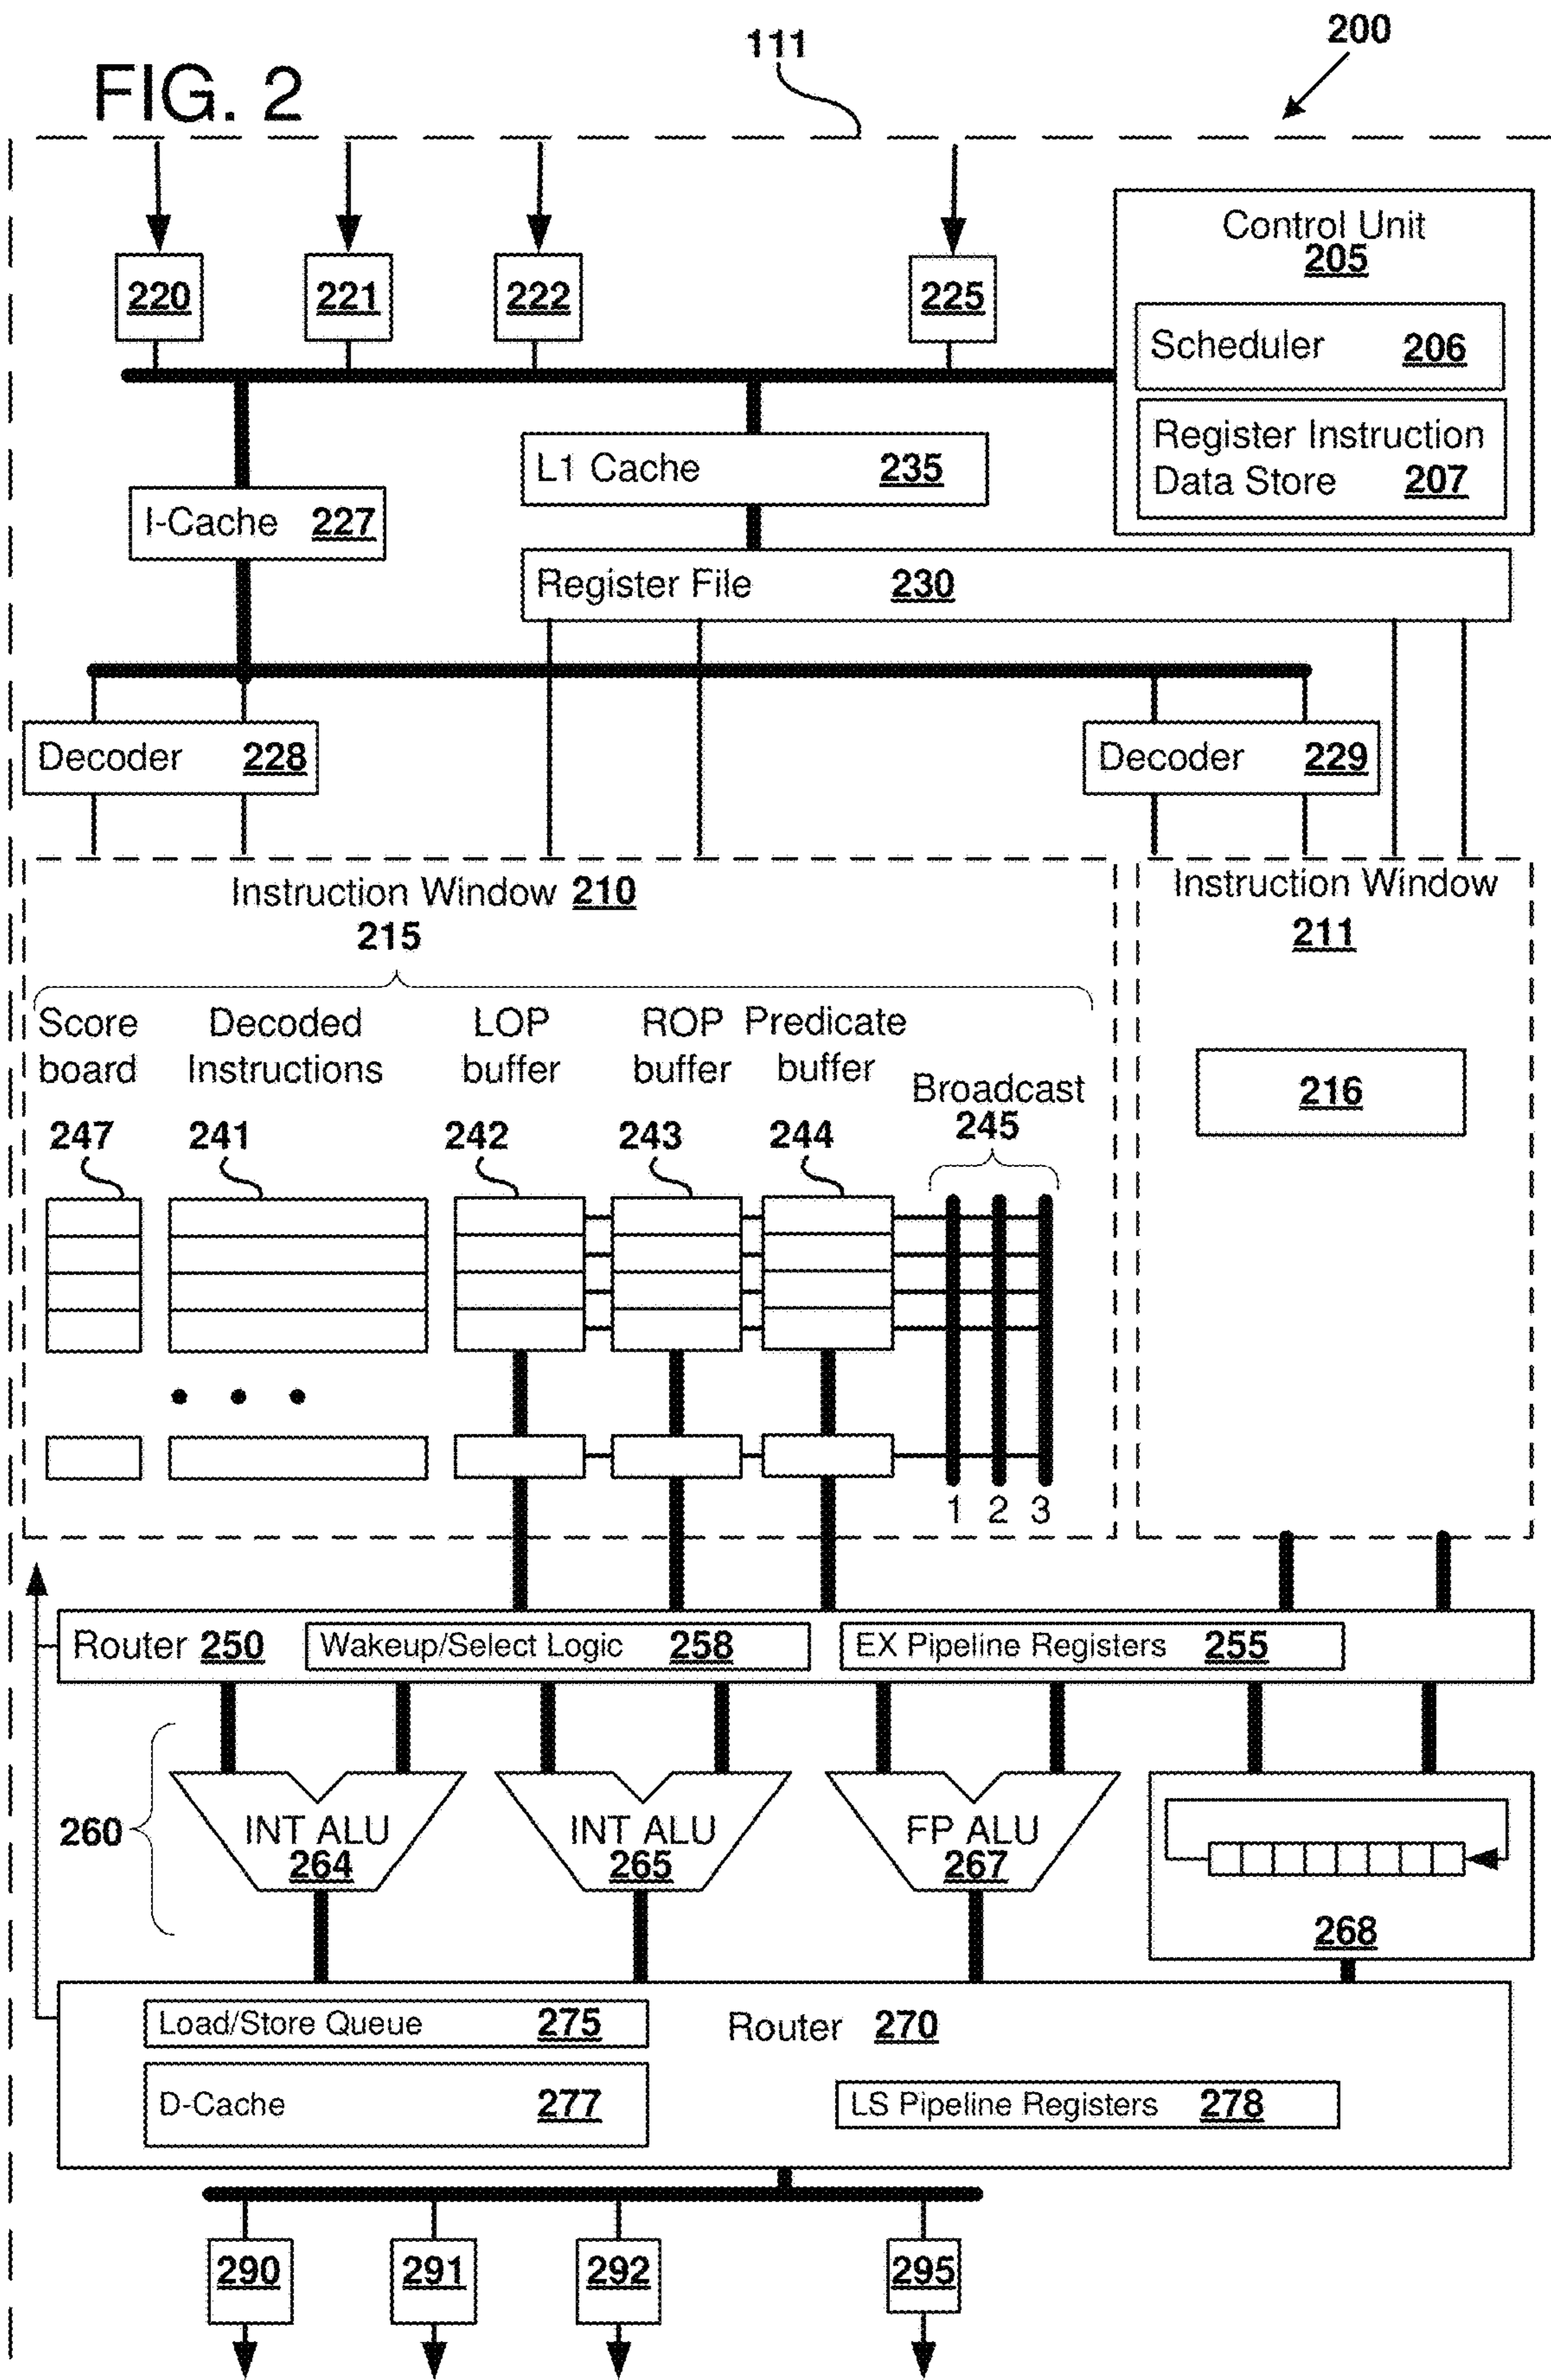 FIG. 2
111
200
220
221
222
225
Control Unit
205
Scheduler 206
Register Instruction
Data Store 207
L1 Cache 235
I-Cache 227
Register File 230
Decoder 228
Decoder 229
Instruction Window 210
215
Instruction Window
211
Score
board
Decoded
Instructions
LOP
buffer
ROP
buffer
Predicate
buffer
Broadcast
245
247
241
242
243
244
216
1 2 3
Router 250
Wakeup/Select Logic 258
EX Pipeline Registers 255
260
INT ALU
264
INT ALU
265
FP ALU
267
268
Load/Store Queue 275
Router 270
D-Cache 277
LS Pipeline Registers 278
290
291
292
295